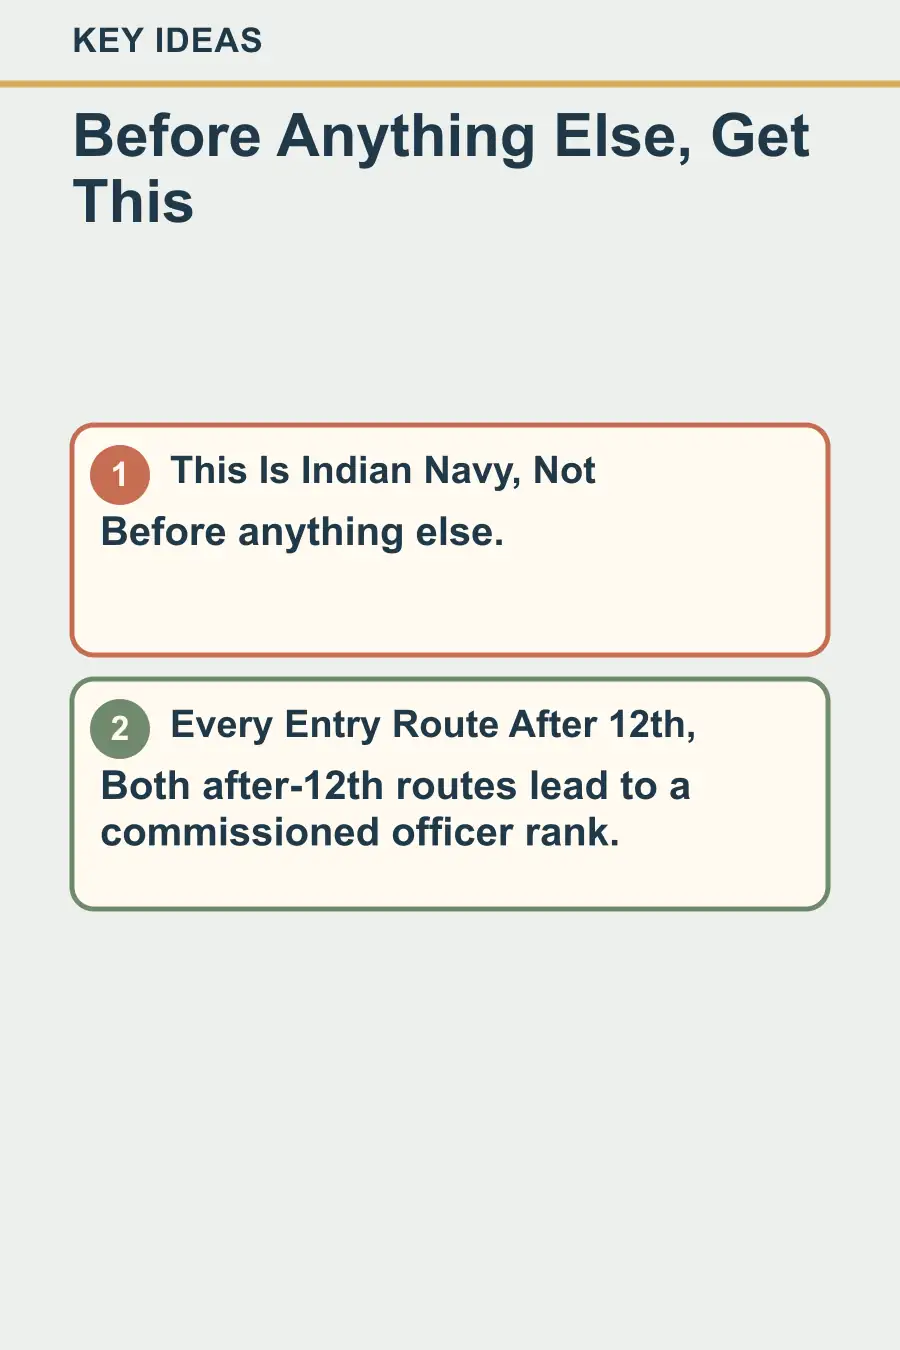 KEY IDEAS
Before Anything Else, Get
This
1 This Is Indian Navy, Not
Before anything else.
2 Every Entry Route After 12th,
Both after-12th routes lead to a
commissioned officer rank.